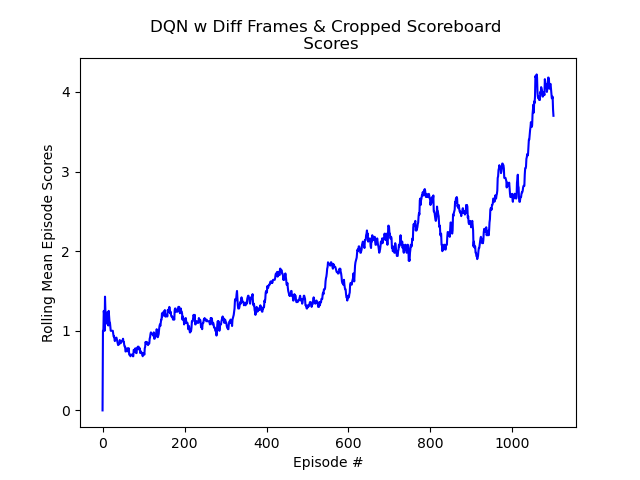 DQN w Diff Frames & Cropped Scoreboard
Scores
Rolling Mean Episode Scores
4
3
2
1
0
0 200 400 600 800 1000
Episode #